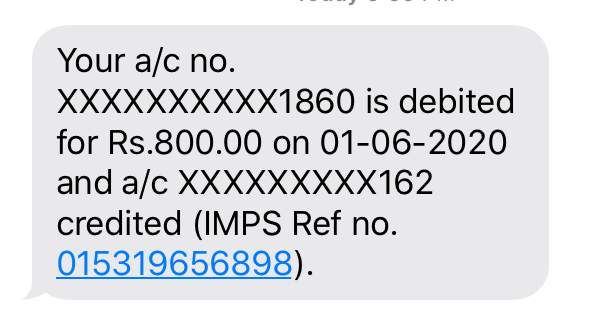 Your a/c no.
XXXXXXXXXX1860 is debited
for Rs.800.00 on 01-06-2020
and a/c XXXXXXXXX162
credited (IMPS Ref no.
015319656898).